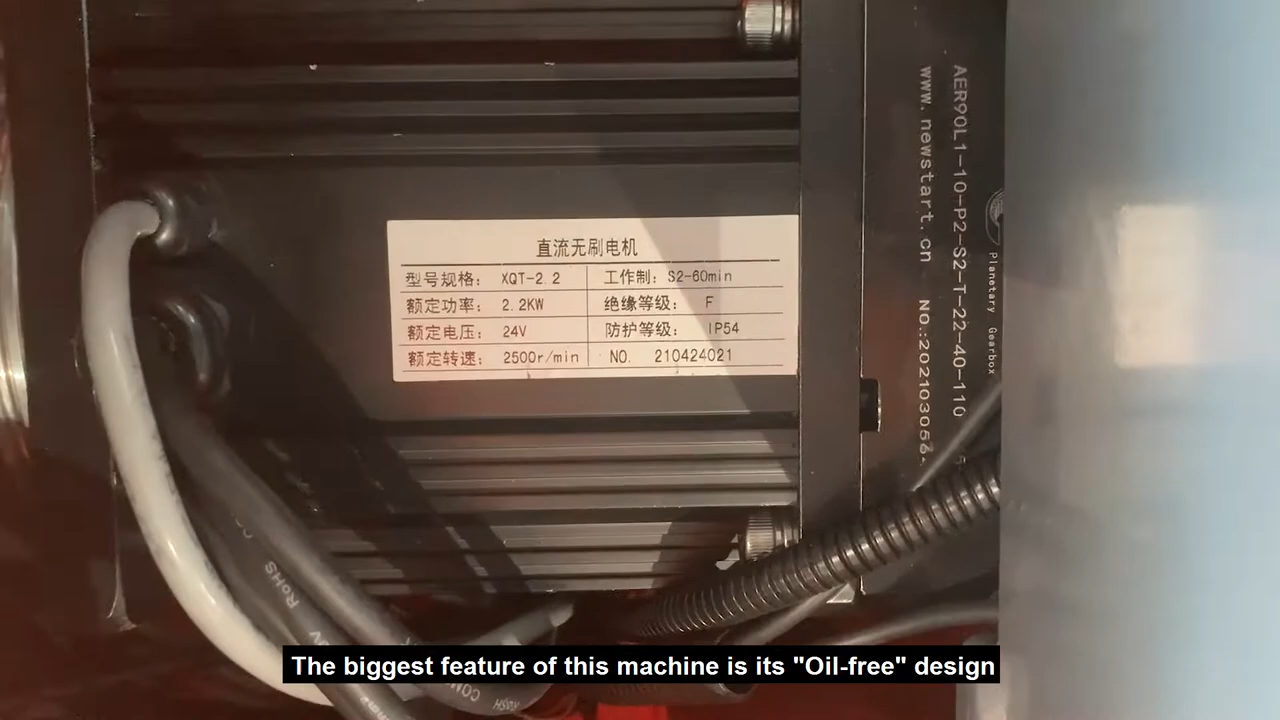 直流无刷电机
型号规格: XQT-2.2 工作制: S2-60min
额定功率: 2.2KW 绝缘等级: F
额定电压: 24V 防护等级: IP54
额定转速: 2500r/min NO. 210424021
AER90L1-10-P2-S2-T-22-40-110
www.newstart.cn NO.:202103056
Planetary Gearbox
RoHS
The biggest feature of this machine is its "Oil-free" design